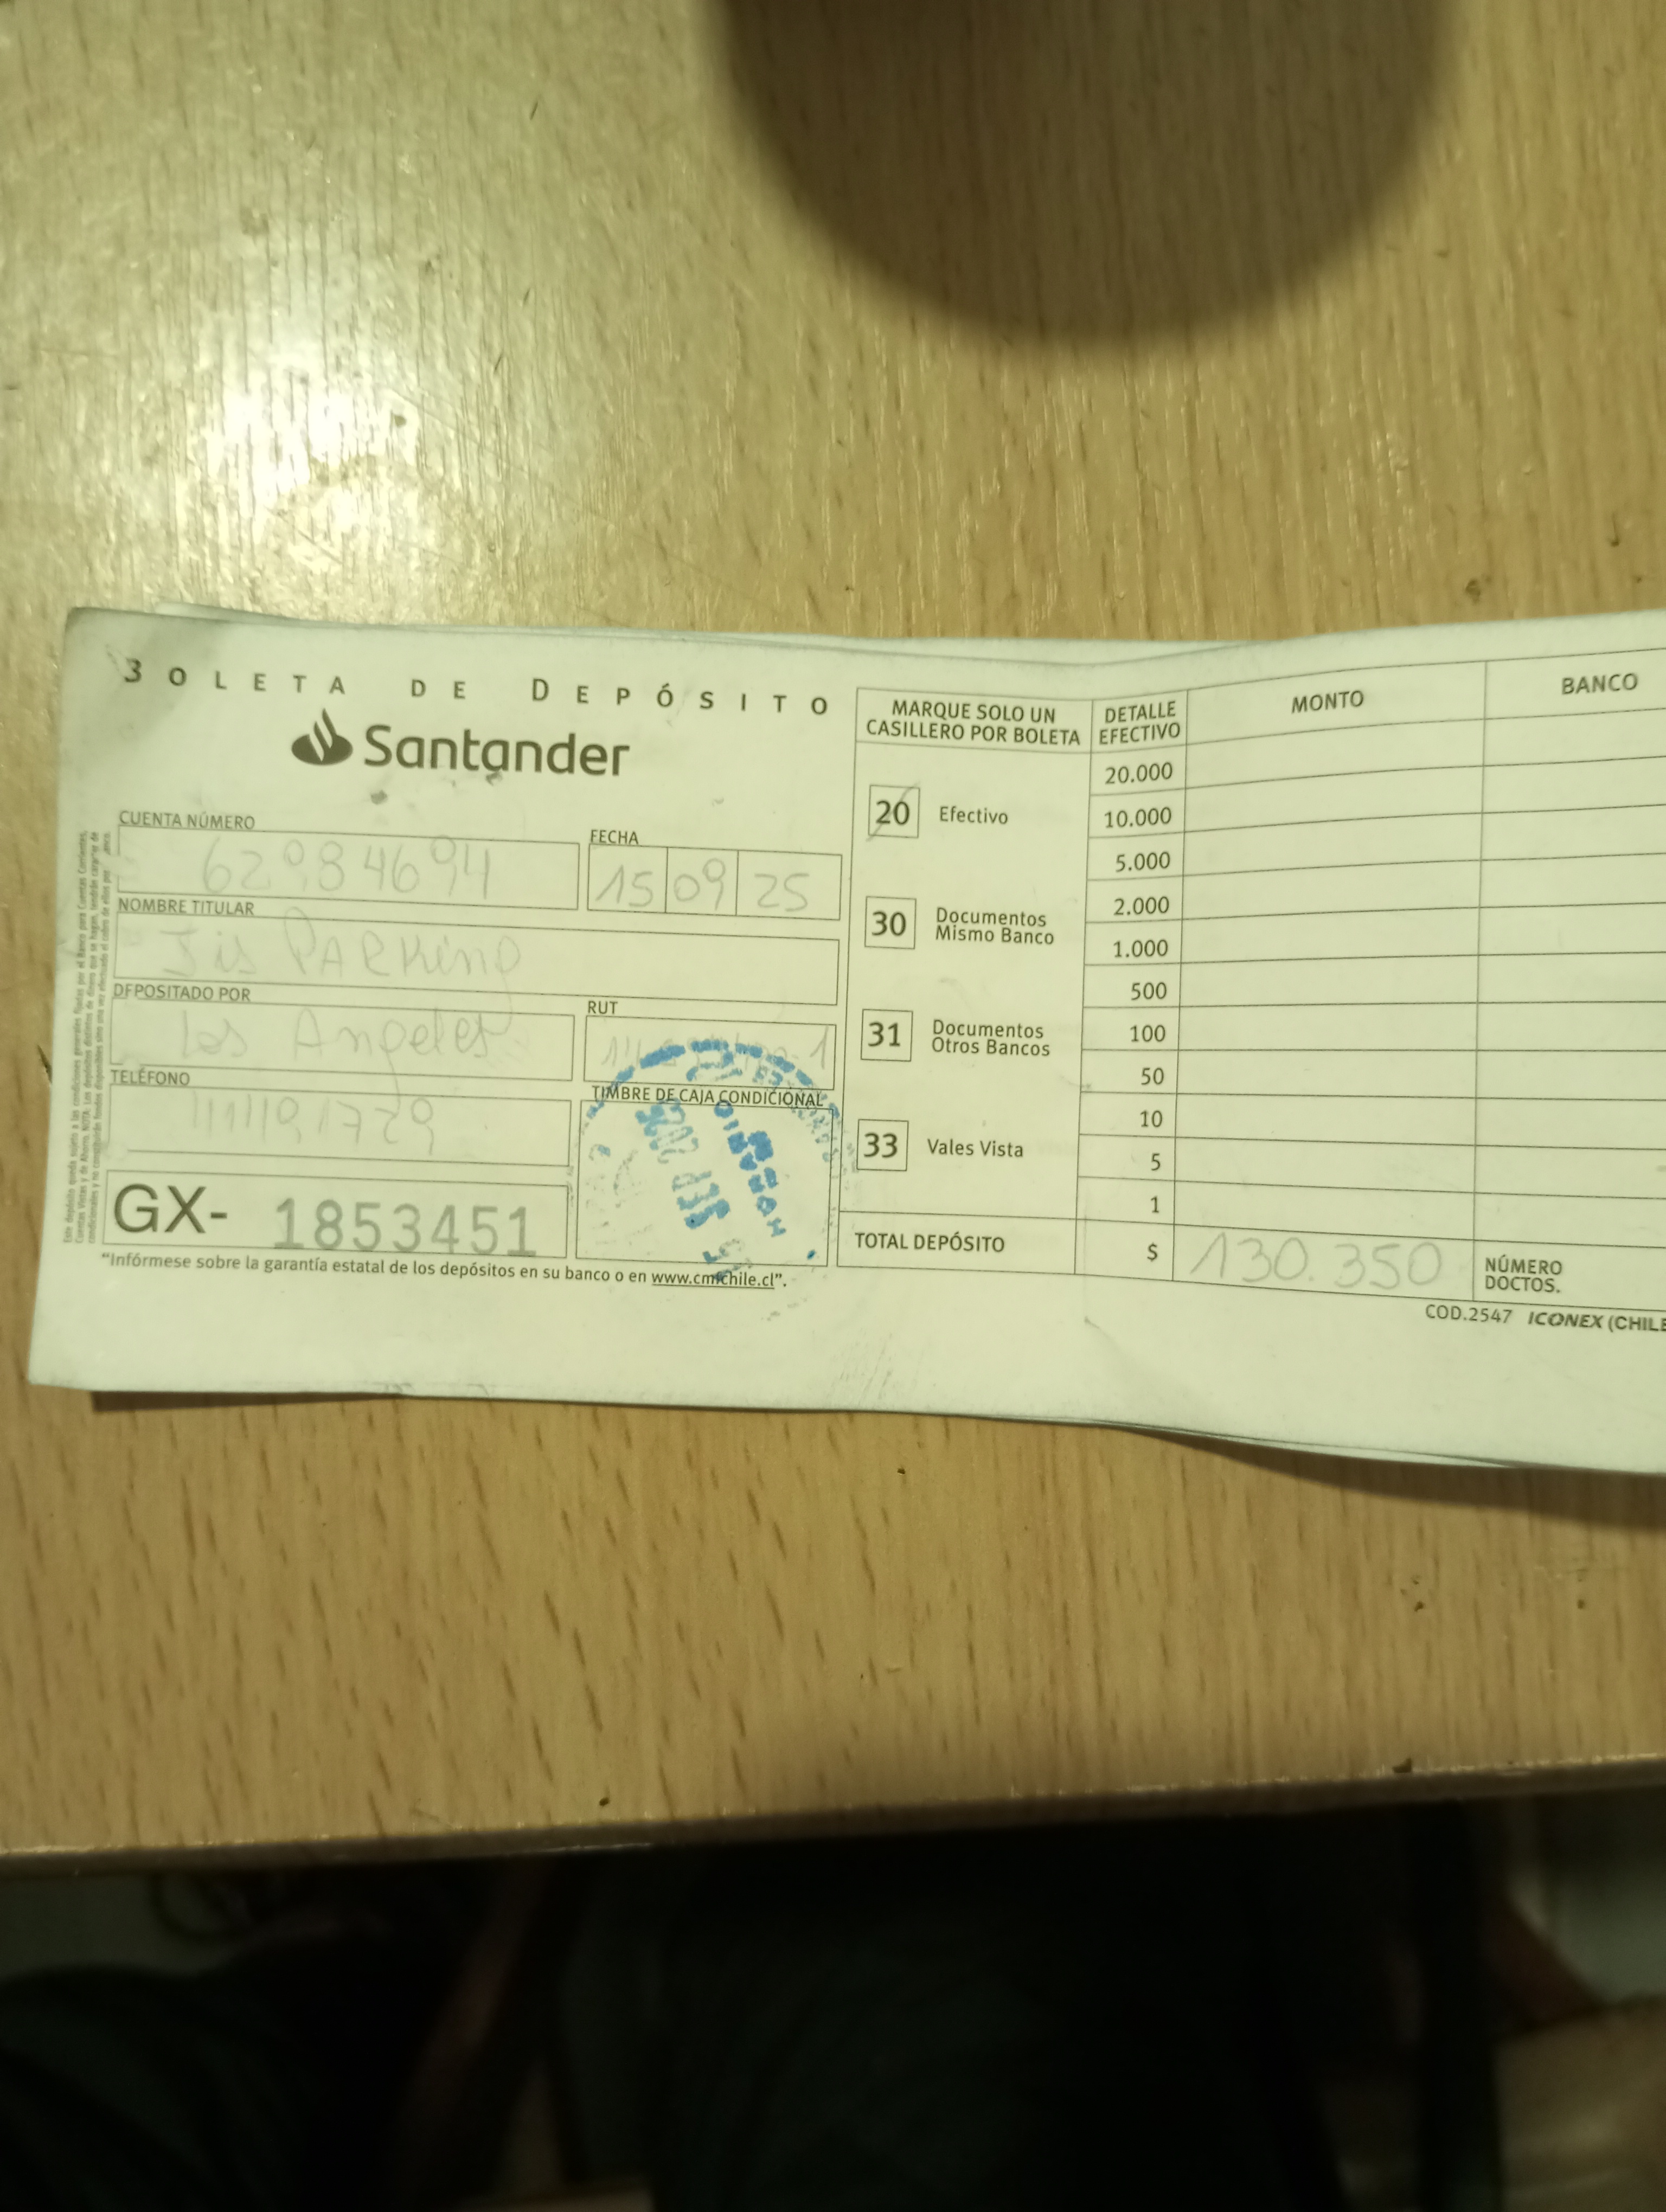 BOLETA DE DEPÓSITO
Santander
CUENTA NÚMERO
62984694
FECHA
15 09 25
NOMBRE TITULAR
Jis PARKING
DEPOSITADO POR
Los Angeles
RUT
TELÉFONO
TIMBRE DE CAJA CONDICIONAL
SEP 2025
GX- 1853451
"Infórmese sobre la garantía estatal de los depósitos en su banco o en www.cmfchile.cl".
MARQUE SOLO UN
CASILLERO POR BOLETA
20 Efectivo
30 Documentos
Mismo Banco
31 Documentos
Otros Bancos
33 Vales Vista
DETALLE
EFECTIVO
MONTO
BANCO
20.000
10.000
5.000
2.000
1.000
500
100
50
10
5
1
TOTAL DEPÓSITO $ 130.350
NÚMERO
DOCTOS.
COD.2547 ICONEX (CHILE